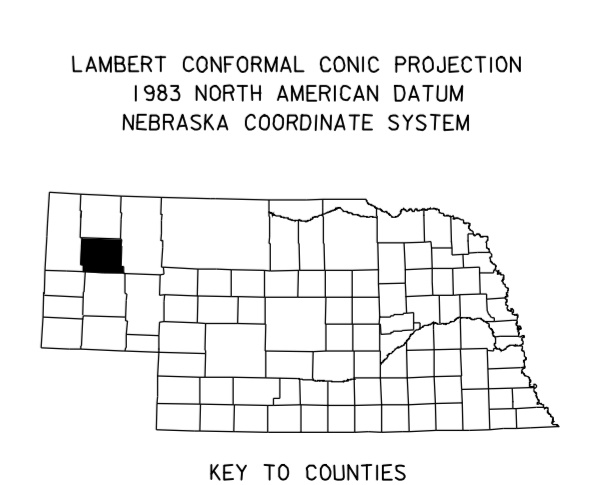 LAMBERT CONFORMAL CONIC PROJECTION
1983 NORTH AMERICAN DATUM
NEBRASKA COORDINATE SYSTEM
KEY TO COUNTIES